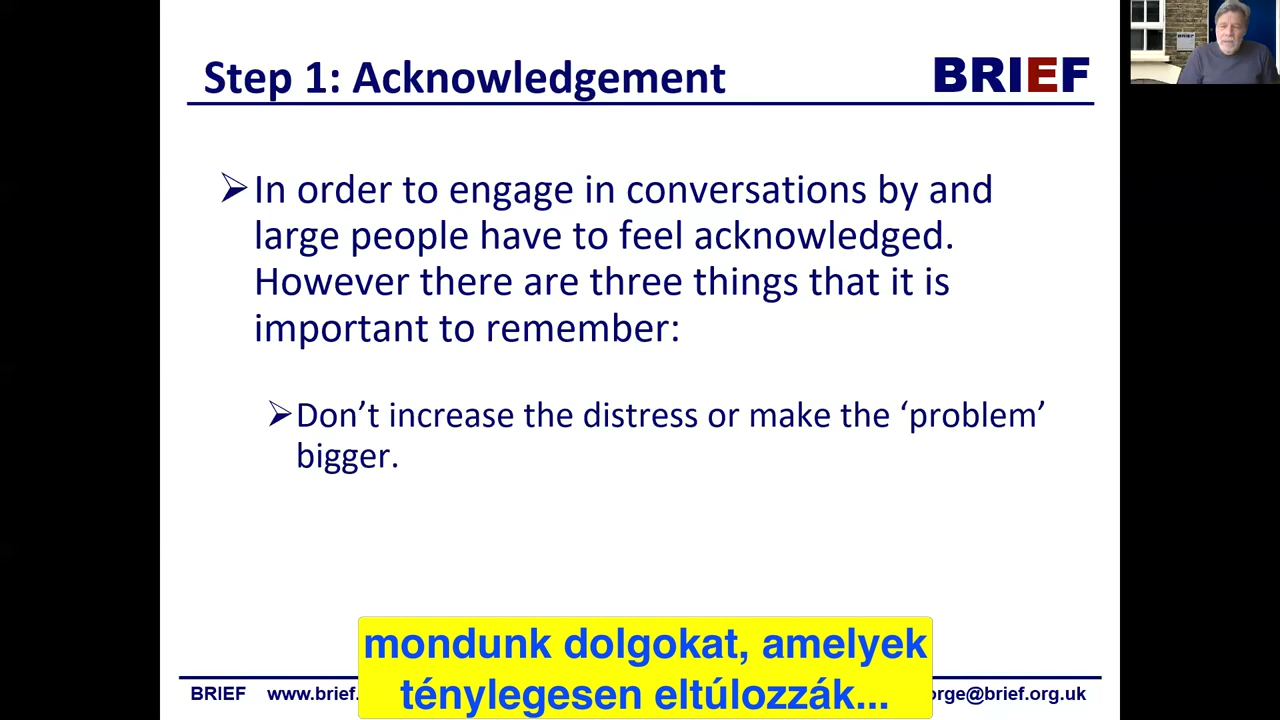 Step 1: Acknowledgement
BRIEF
BRIEF
➢In order to engage in conversations by and
large people have to feel acknowledged.
However there are three things that it is
important to remember:
➢Don’t increase the distress or make the ‘problem’
bigger.
mondunk dolgokat, amelyek
ténylegesen eltúlozzák...
BRIEF www.brief. orge@brief.org.uk